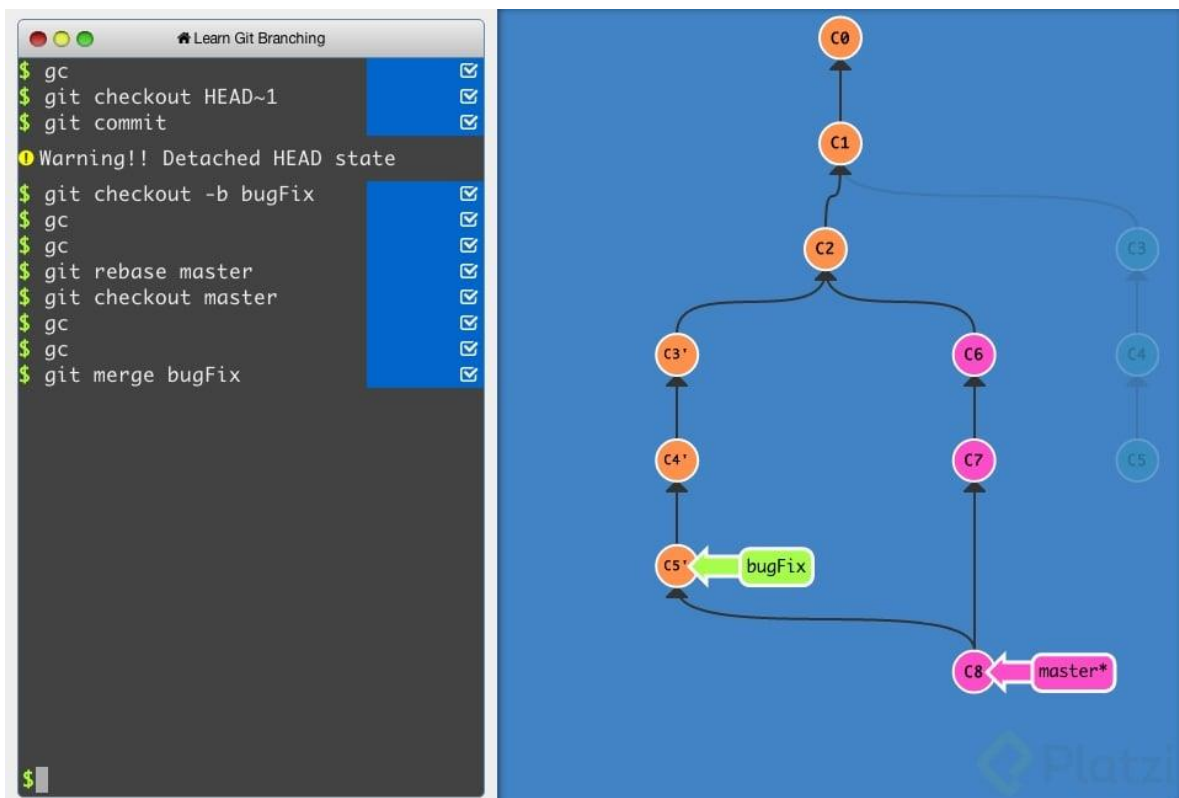 Learn Git Branching
$ gc
$ git checkout HEAD~1
$ git commit
Warning!! Detached HEAD state
$ git checkout -b bugFix
$ gc
$ gc
$ git rebase master
$ git checkout master
$ gc
$ gc
$ git merge bugFix
$
C0
C1
C2
C3
C3'
C6
C4
C4'
C7
C5
C5'
bugFix
C8
master*
Platzi